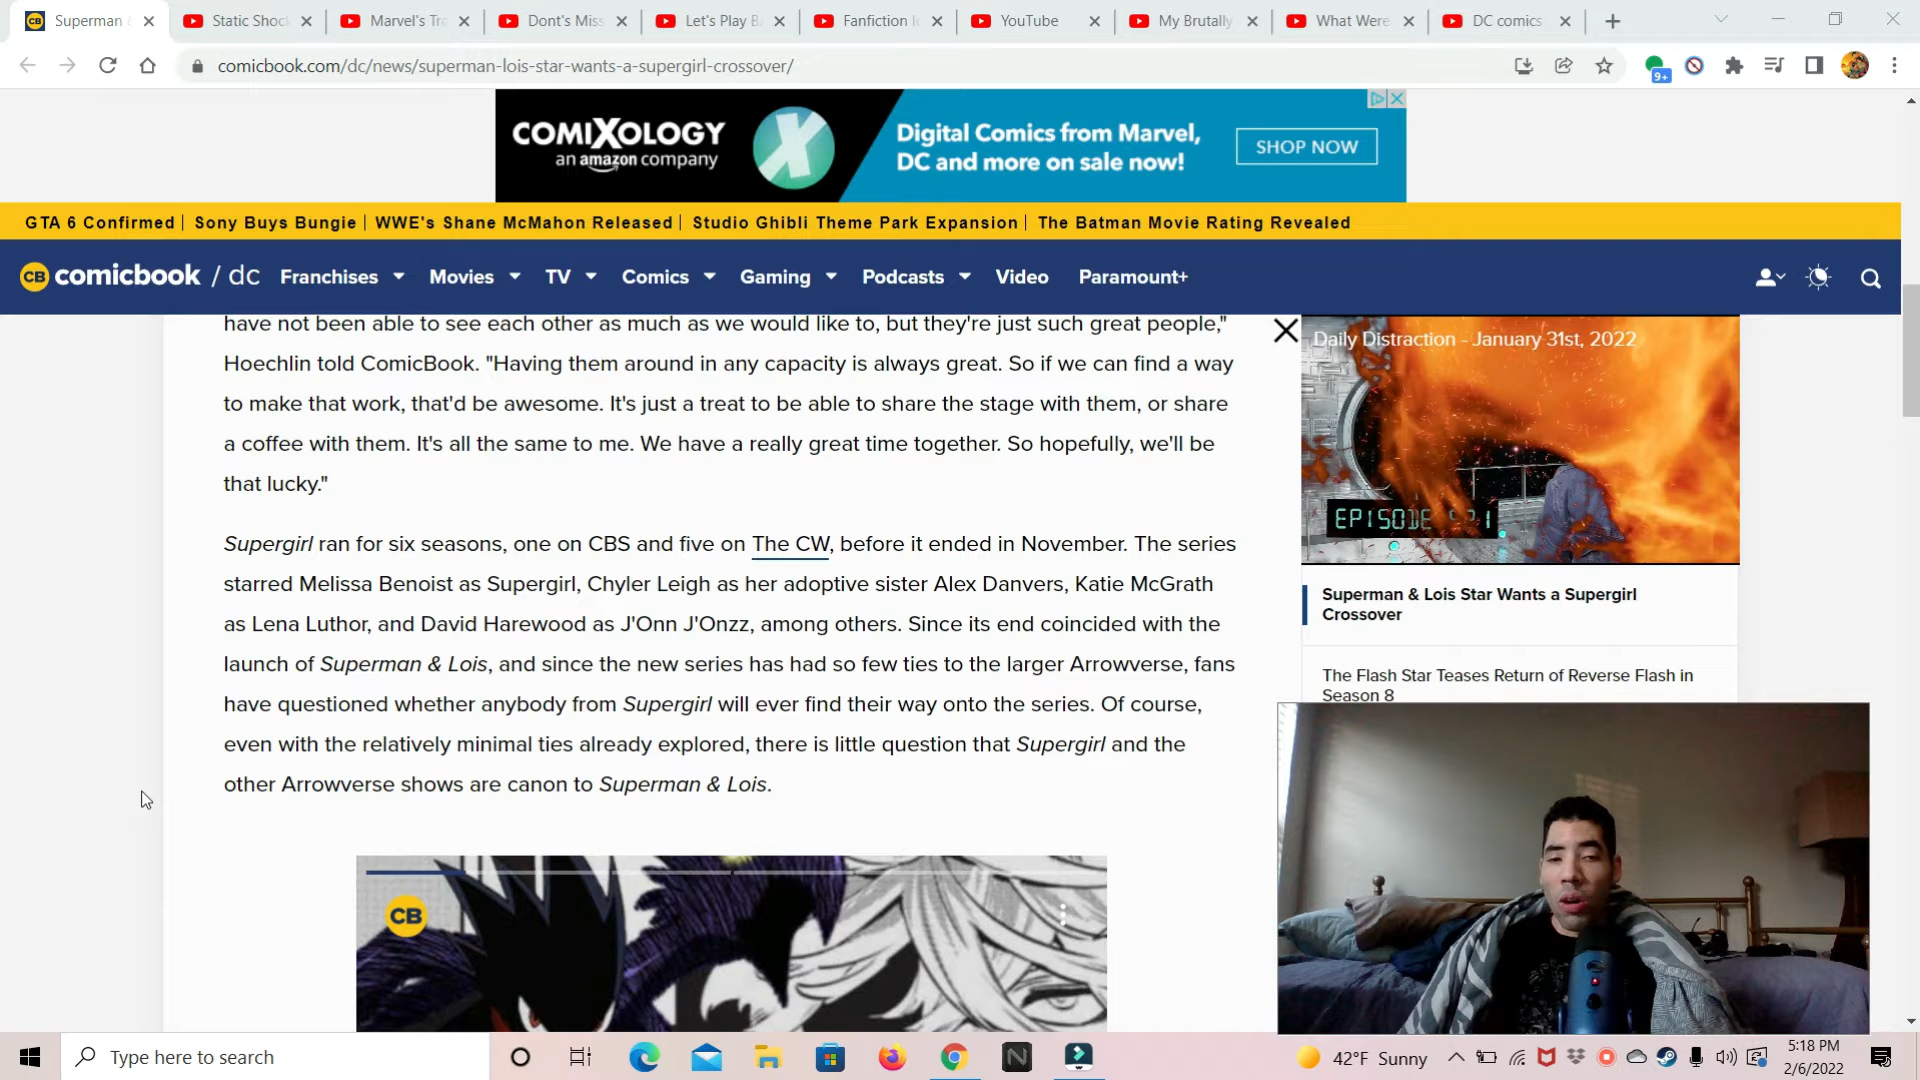 Superman &
Static Shoc
Marvel's Tro
Dont's Miss
Let's Play B
Fanfiction I
YouTube
My Brutally
What Were
DC comics
comicbook.com/dc/news/superman-lois-star-wants-a-supergirl-crossover/
9+
COMIXOLOGY
an amazon company
Digital Comics from Marvel,
DC and more on sale now!
SHOP NOW
GTA 6 Confirmed | Sony Buys Bungie | WWE's Shane McMahon Released | Studio Ghibli Theme Park Expansion | The Batman Movie Rating Revealed
CB comicbook / dc Franchises Movies TV Comics Gaming Podcasts Video Paramount+
have not been able to see each other as much as we would like to, but they're just such great people,"
Hoechlin told ComicBook. "Having them around in any capacity is always great. So if we can find a way
to make that work, that'd be awesome. It's just a treat to be able to share the stage with them, or share
a coffee with them. It's all the same to me. We have a really great time together. So hopefully, we'll be
that lucky."
Supergirl ran for six seasons, one on CBS and five on The CW, before it ended in November. The series
starred Melissa Benoist as Supergirl, Chyler Leigh as her adoptive sister Alex Danvers, Katie McGrath
as Lena Luthor, and David Harewood as J'Onn J'Onzz, among others. Since its end coincided with the
launch of Superman & Lois, and since the new series has had so few ties to the larger Arrowverse, fans
have questioned whether anybody from Supergirl will ever find their way onto the series. Of course,
even with the relatively minimal ties already explored, there is little question that Supergirl and the
other Arrowverse shows are canon to Superman & Lois.
CB
Daily Distraction - January 31st, 2022
EPISODE
Superman & Lois Star Wants a Supergirl
Crossover
The Flash Star Teases Return of Reverse Flash in
Season 8
Type here to search
42°F Sunny
5:18 PM
2/6/2022